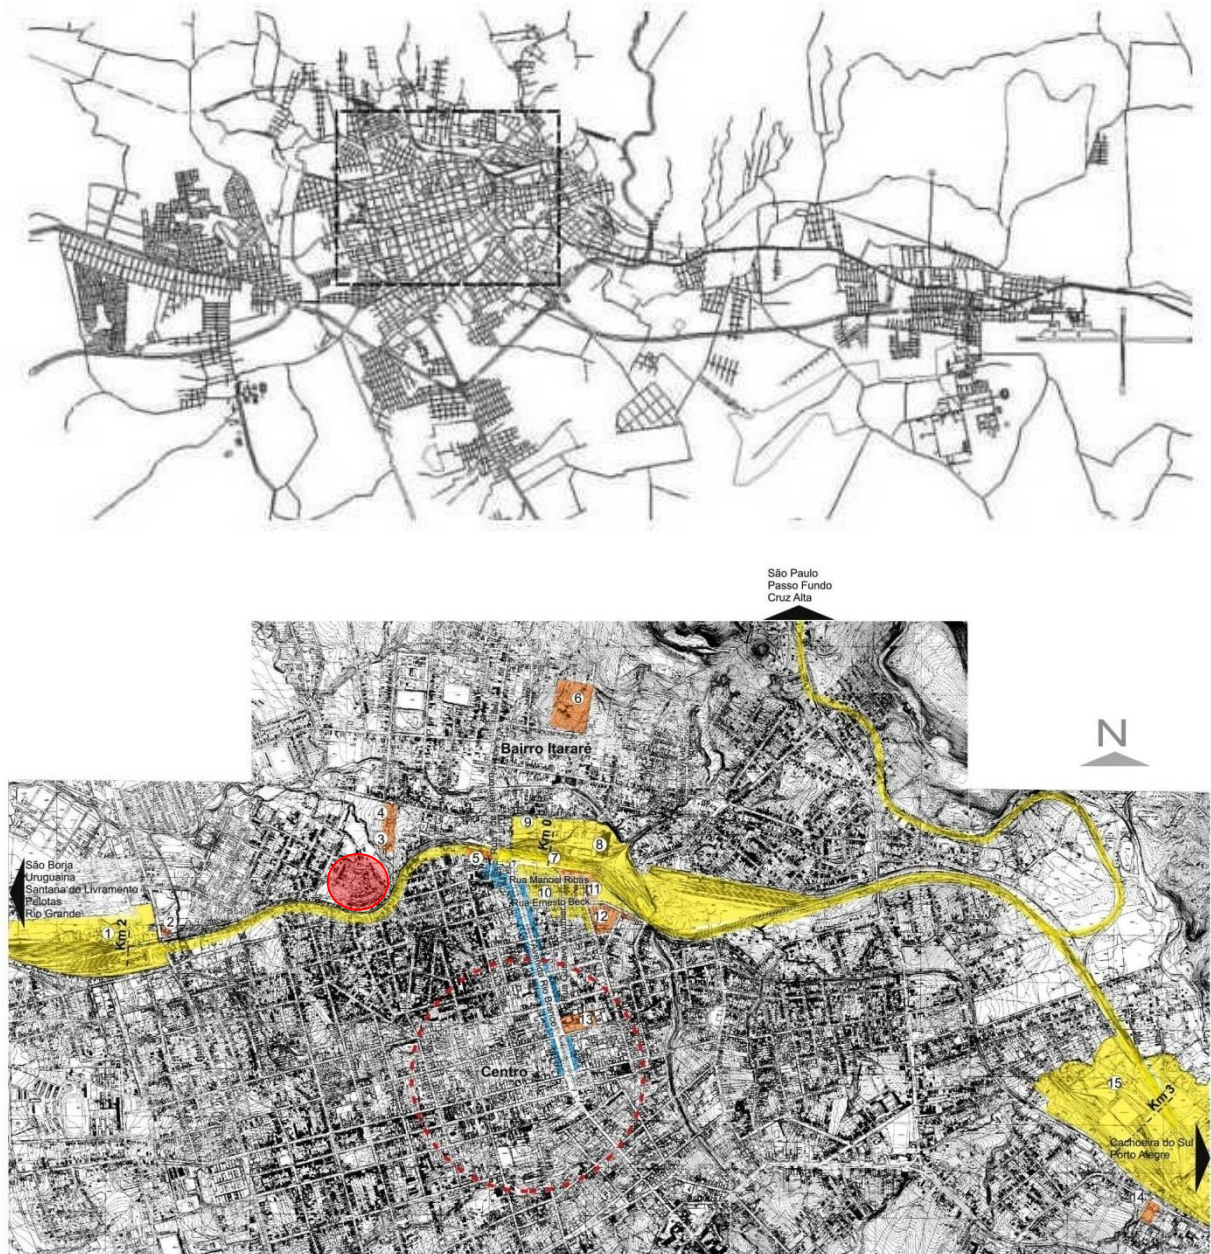 São Paulo
Passo Fundo
Cruz Alta
N
6
Bairro Itararé
4
3
9
Km 0
8
7
5
São Borja
Uruguaina
Santana do Livramento
Pelotas
Rio Grande
Rua Manoel Ribas
11
10
Rua Ernesto Beck
12
2
1
Km 2
13
Centro
15
Km 3
Cachoeira do Sul
Porto Alegre
14